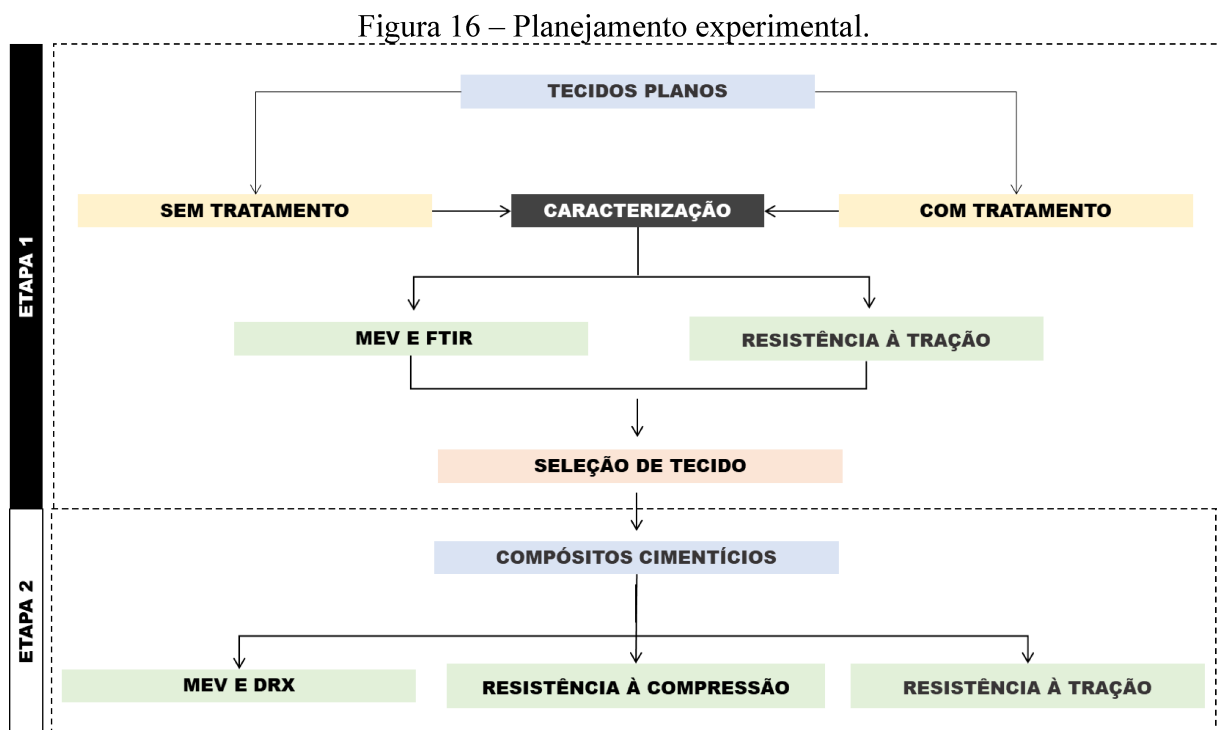 Figura 16 – Planejamento experimental.
ETAPA 1
TECIDOS PLANOS
SEM TRATAMENTO
CARACTERIZAÇÃO
COM TRATAMENTO
MEV E FTIR
RESISTÊNCIA À TRAÇÃO
SELEÇÃO DE TECIDO
ETAPA 2
COMPÓSITOS CIMENTÍCIOS
MEV E DRX
RESISTÊNCIA À COMPRESSÃO
RESISTÊNCIA À TRAÇÃO